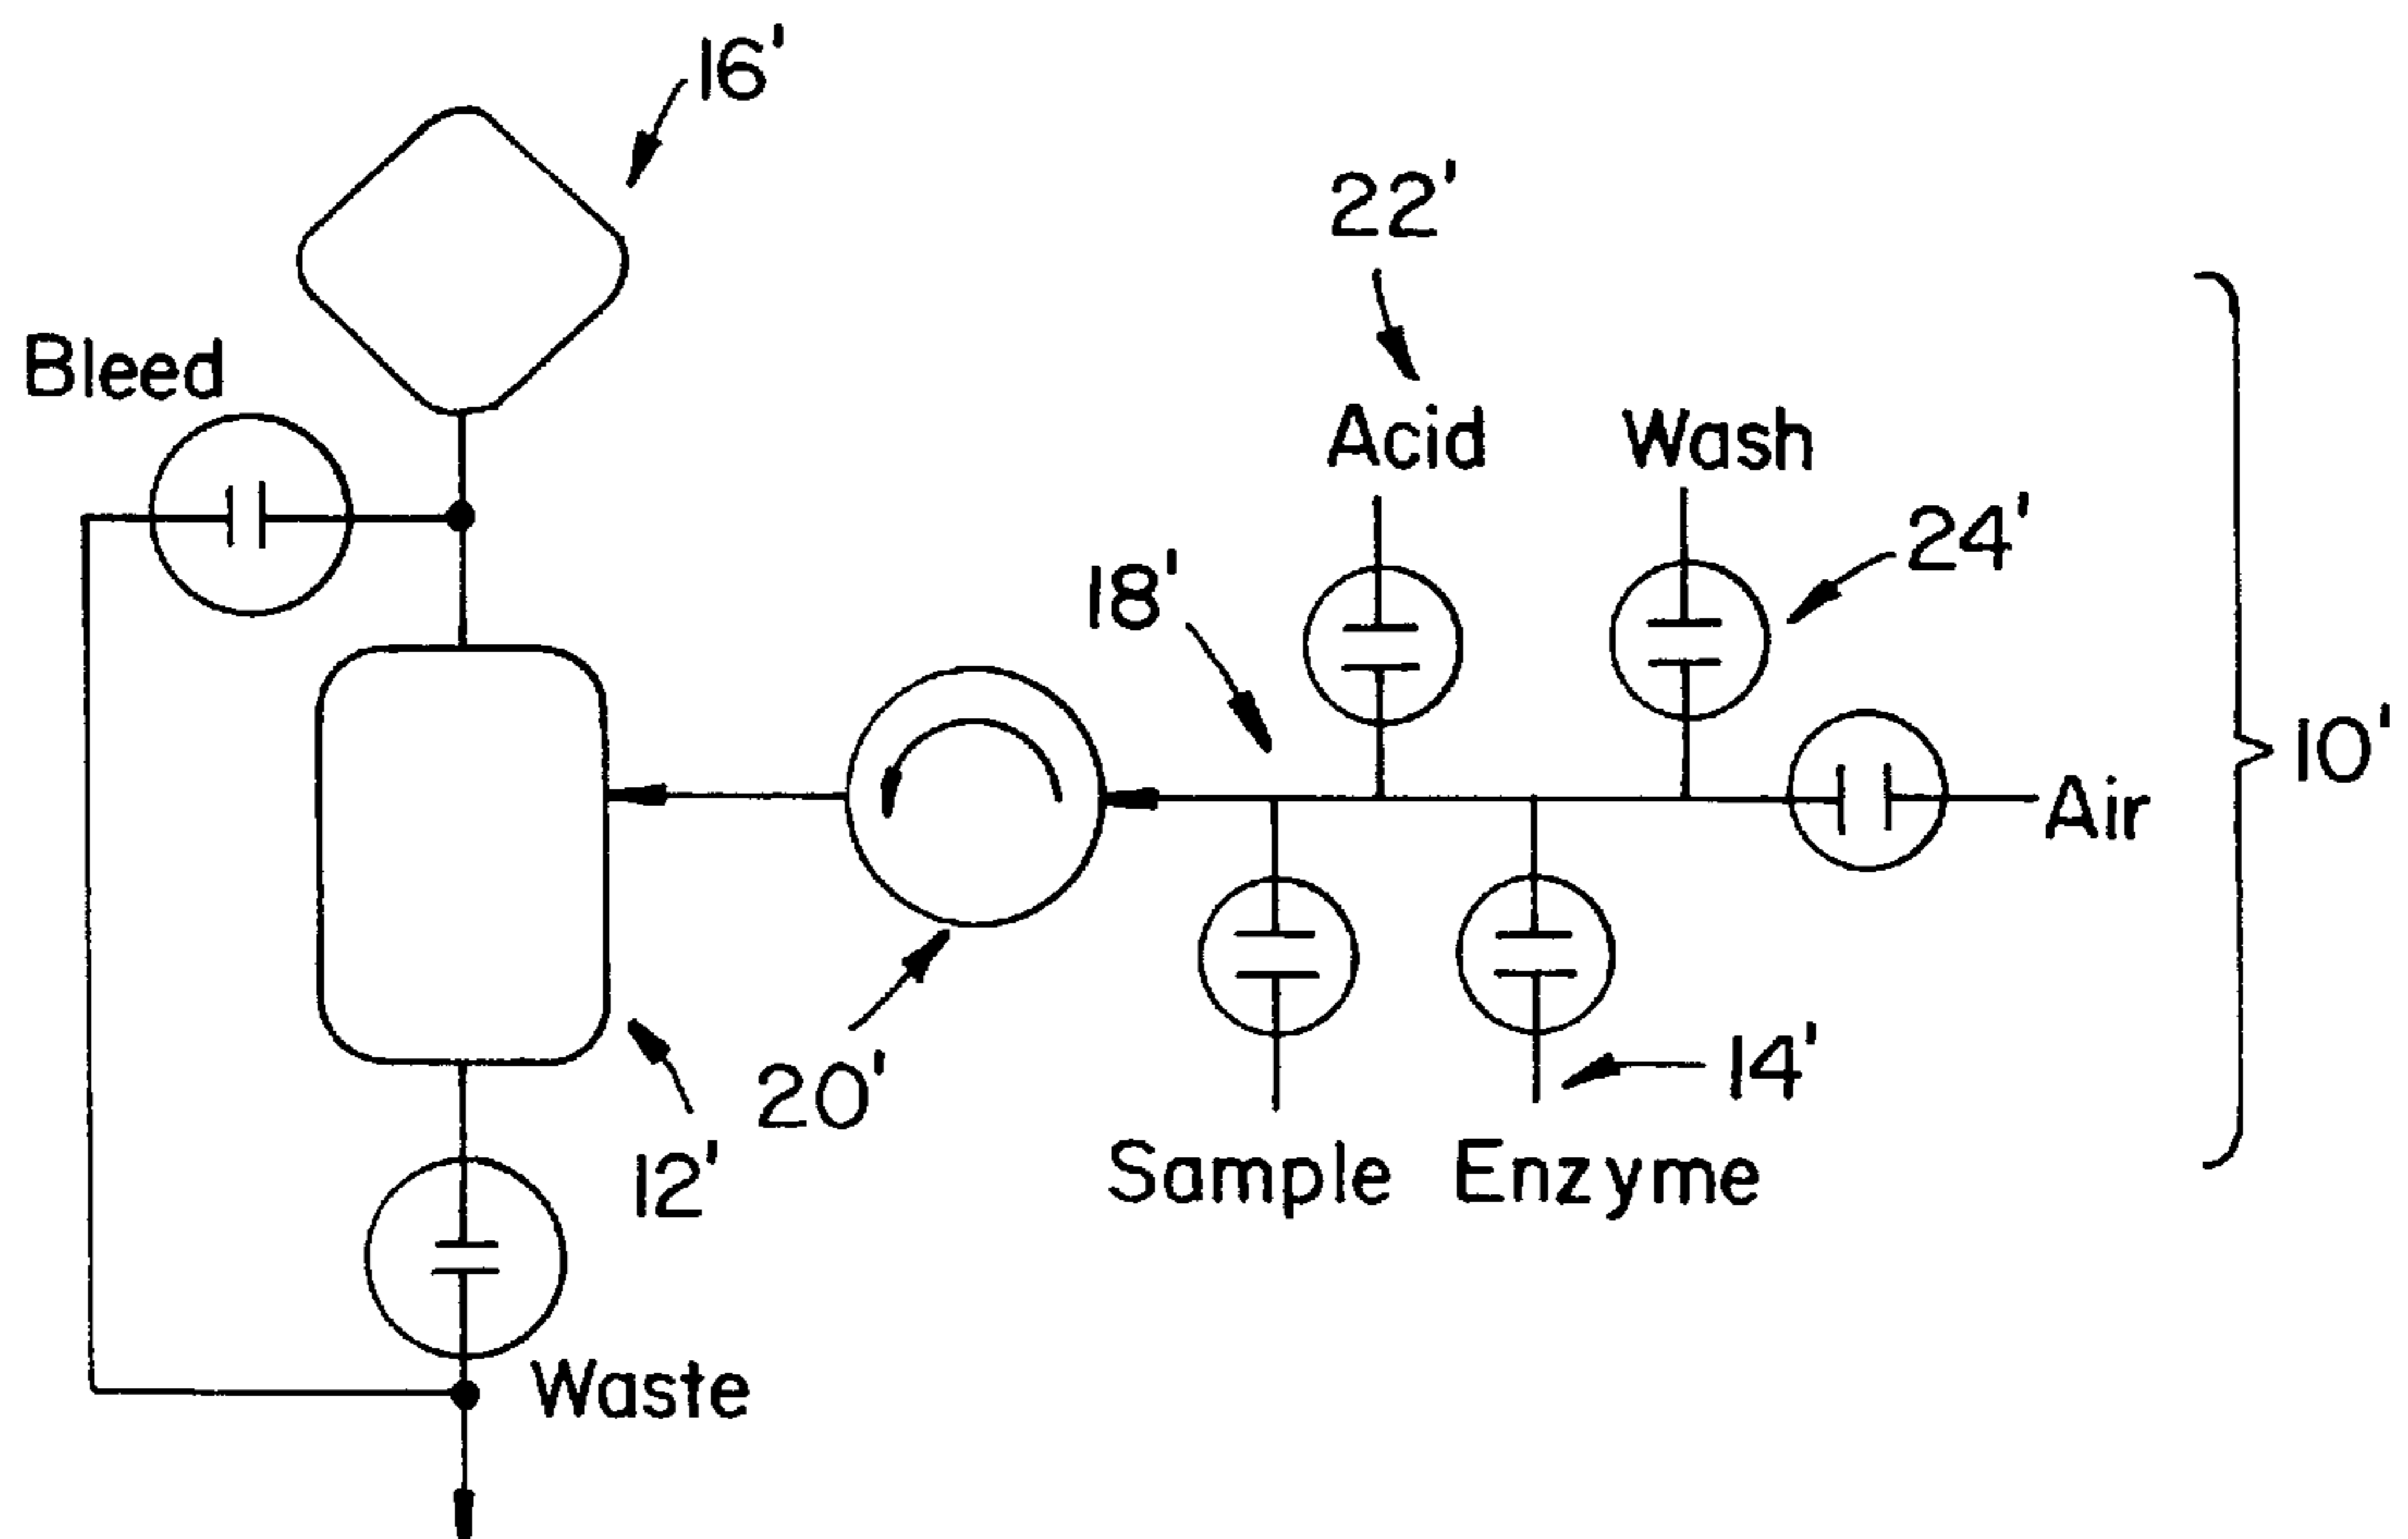 16'
22'
Bleed
Acid
Wash
24'
18'
10'
Air
14'
20'
12'
Sample
Enzyme
Waste